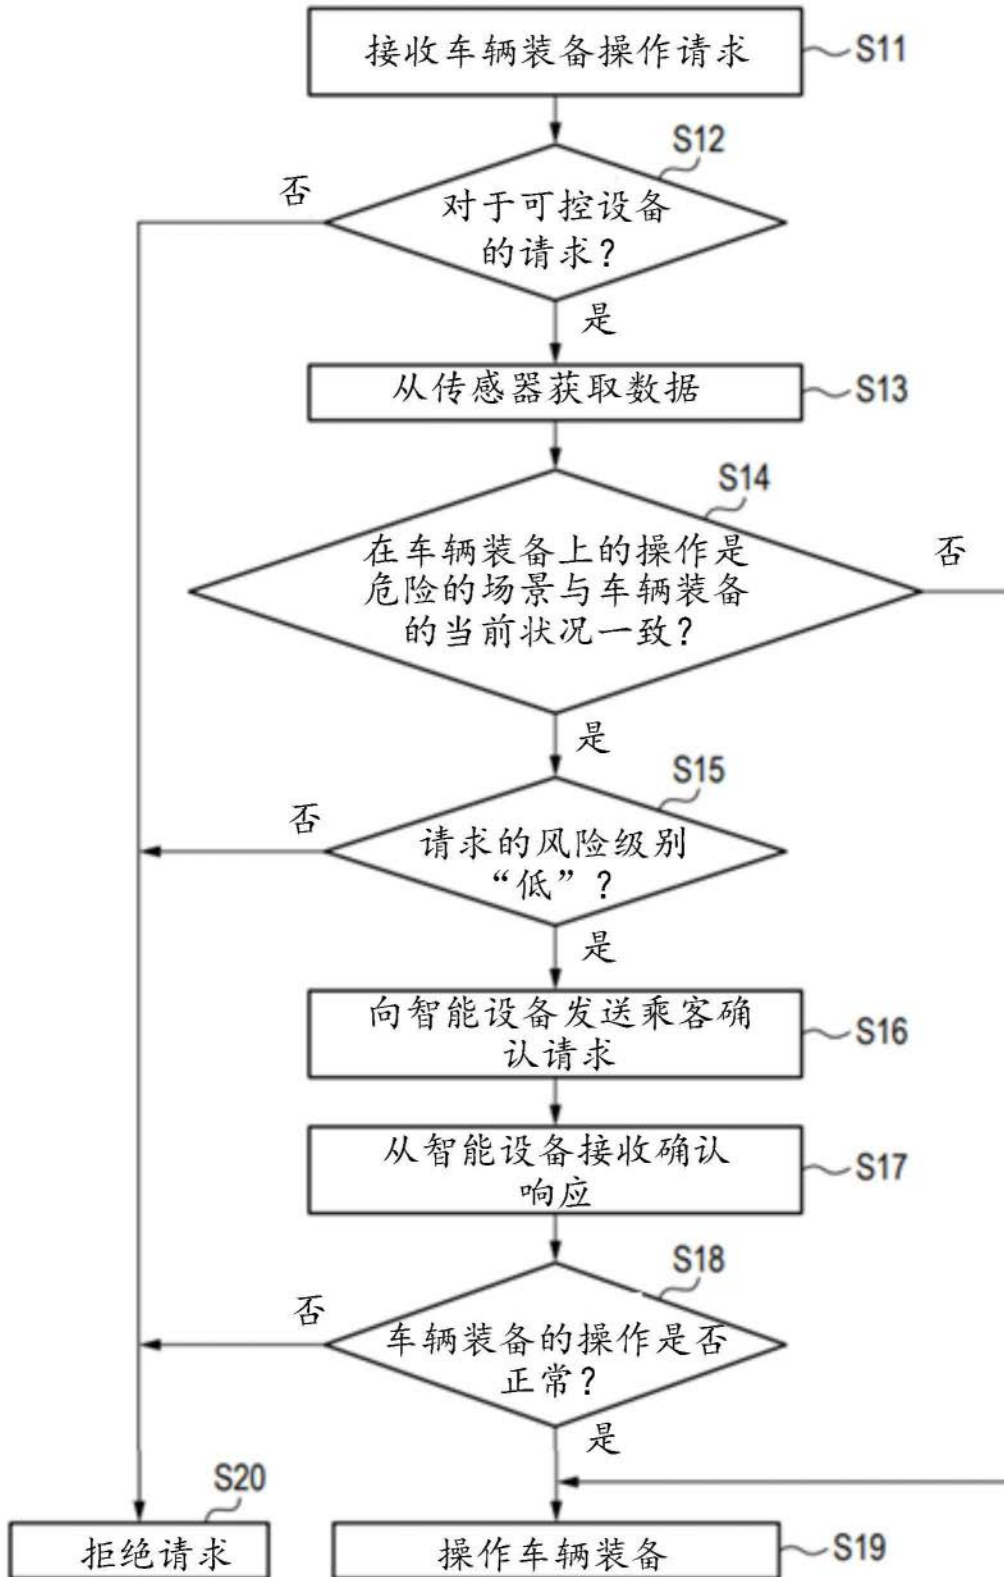 接收车辆装备操作请求
S11
S12
否
对于可控设备
的请求？
是
从传感器获取数据
S13
S14
否
在车辆装备上的操作是
危险的场景与车辆装备
的当前状况一致？
是
S15
否
请求的风险级别
“低”？
是
向智能设备发送乘客确
认请求
S16
从智能设备接收确认
响应
S17
S18
否
车辆装备的操作是否
正常？
是
S20
拒绝请求
操作车辆装备
S19